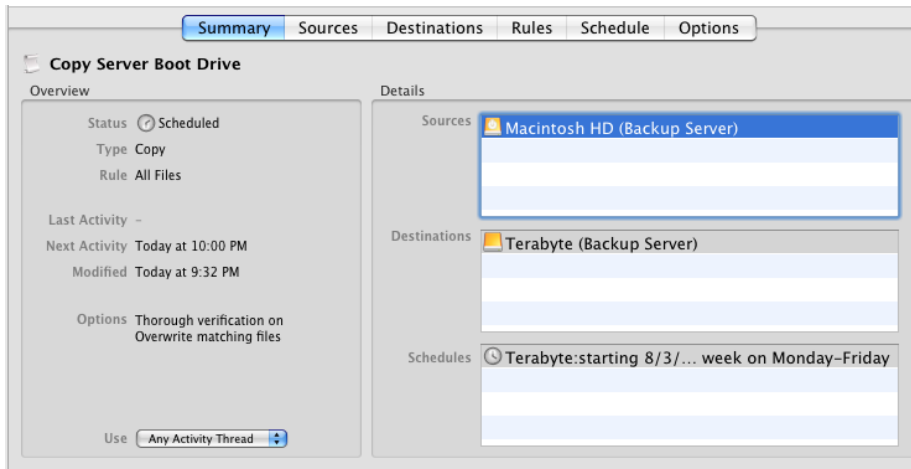 Summary Sources Destinations Rules Schedule Options
Copy Server Boot Drive
Overview
Status Scheduled
Type Copy
Rule All Files
Last Activity –
Next Activity Today at 10:00 PM
Modified Today at 9:32 PM
Options Thorough verification on
Overwrite matching files
Use Any Activity Thread
Details
Sources Macintosh HD (Backup Server)
Destinations Terabyte (Backup Server)
Schedules Terabyte:starting 8/3/... week on Monday–Friday